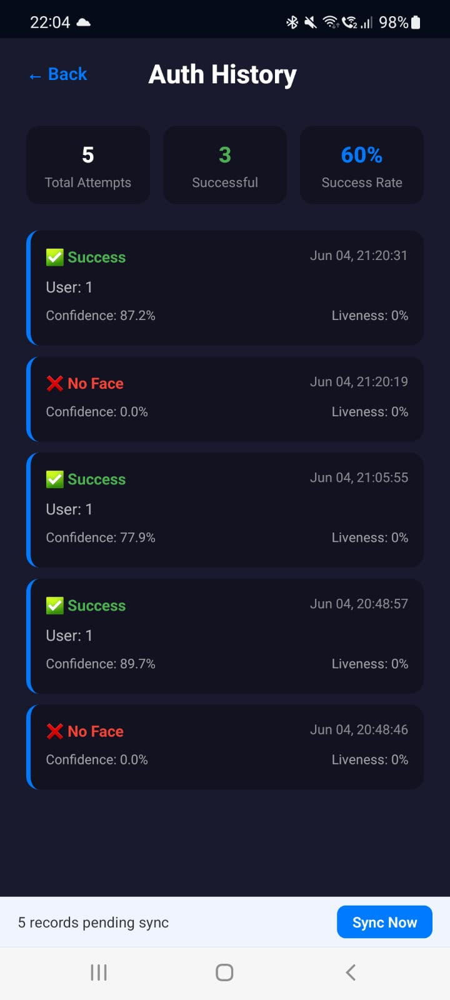 22:04 98%
← Back Auth History
5 3 60%
Total Attempts Successful Success Rate
✅ Success Jun 04, 21:20:31
User: 1
Confidence: 87.2% Liveness: 0%
❌ No Face Jun 04, 21:20:19
Confidence: 0.0% Liveness: 0%
✅ Success Jun 04, 21:05:55
User: 1
Confidence: 77.9% Liveness: 0%
✅ Success Jun 04, 20:48:57
User: 1
Confidence: 89.7% Liveness: 0%
❌ No Face Jun 04, 20:48:46
Confidence: 0.0% Liveness: 0%
5 records pending sync Sync Now